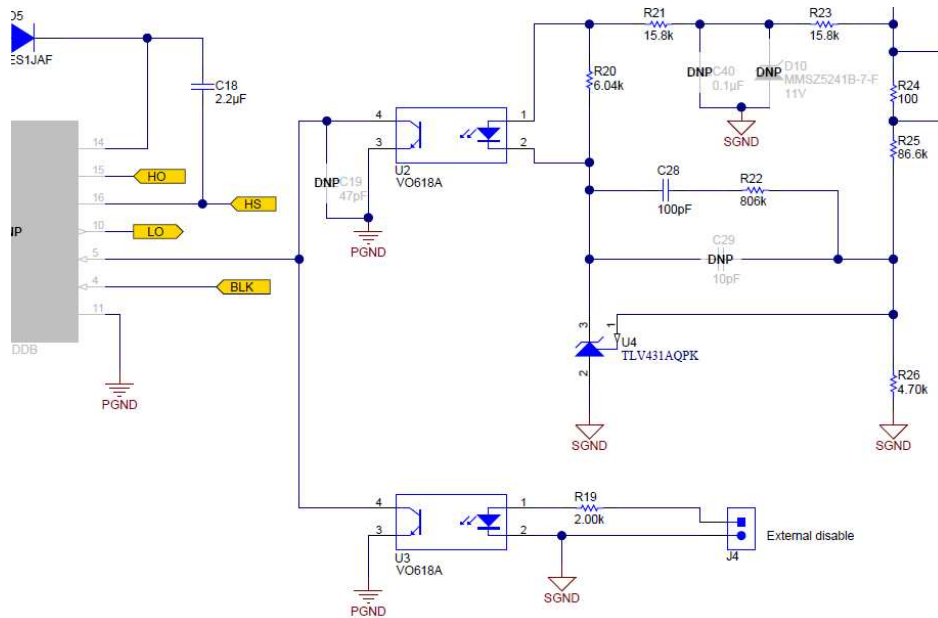 D5
ES1JAF
C18
2.2µF
14
15
HO
16
HS
NP
10
LO
5
4
BLK
11
DDB
PGND
DNP
C19
47pF
PGND
4
3
1
2
U2
VO618A
R20
6.04k
R21
15.8k
DNP
C40
0.1µF
DNP
D10
MMSZ5241B-7-F
11V
SGND
R23
15.8k
R24
100
R25
86.6k
C28
100pF
R22
806k
C29
DNP
10pF
3
1
U4
TLV431AQPK
2
SGND
R26
4.70k
SGND
4
3
1
2
U3
VO618A
PGND
R19
2.00k
SGND
J4
External disable